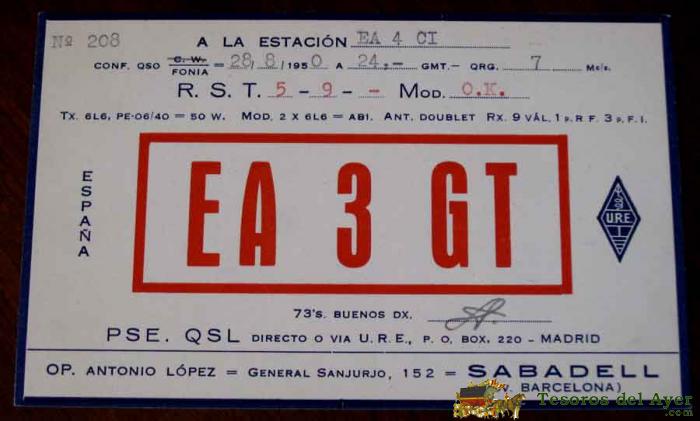 Nº 208 A LA ESTACIÓN EA 4 CI
CONF. QSO C. W. FONIA = 28/8/1950 A 24,- GMT.- QRG. 7 Mc/s.
R. S. T. 5 - 9 - - MOD. O.K.
TX. 6L6, PE-06/40 = 50 W. MOD. 2 X 6L6 = AB1. ANT. DOUBLET RX. 9 VÁL. 1 P. R F. 3 P. F. I.
ESPAÑA
EA 3 GT
U.R.E.
73's. BUENOS DX.
PSE. QSL DIRECTO O VIA U. R. E., P. O. BOX. 220 - MADRID
OP. ANTONIO LÓPEZ = GENERAL SANJURJO, 152 = SABADELL
(P. BARCELONA)
Tesoros del Ayer
.com